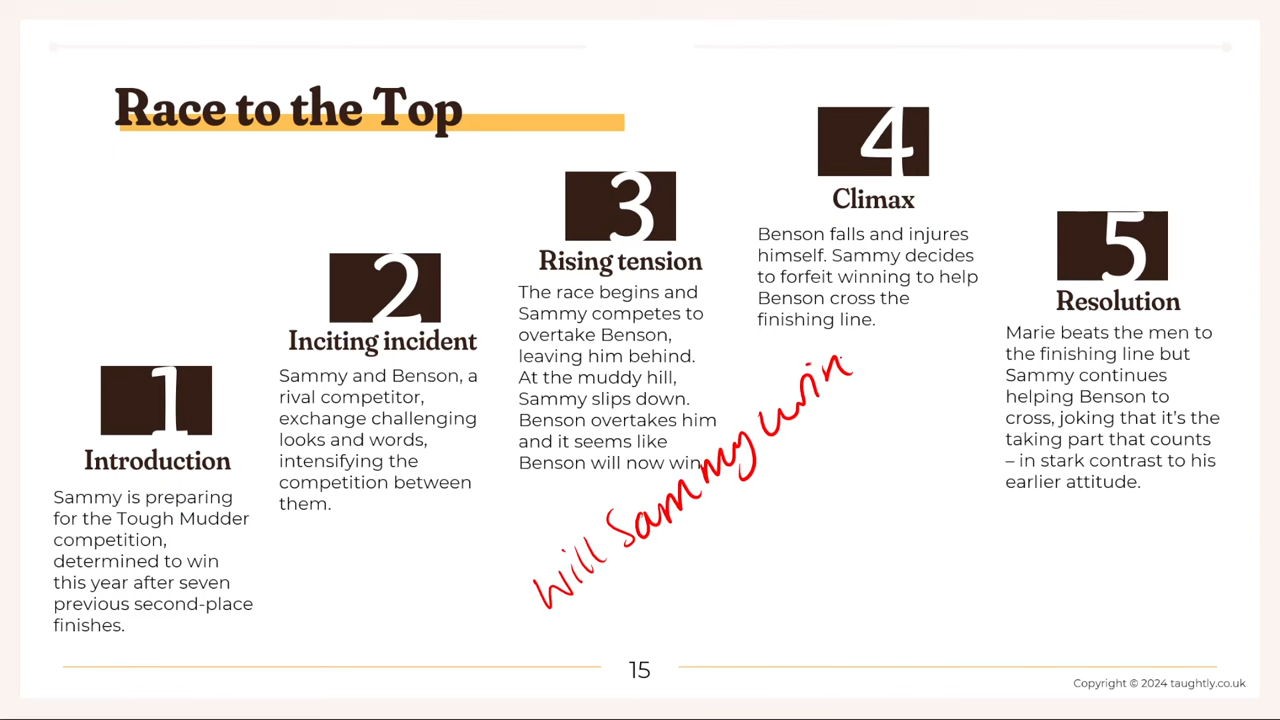 Race to the Top
1
Introduction
Sammy is preparing
for the Tough Mudder
competition,
determined to win
this year after seven
previous second-place
finishes.
2
Inciting incident
Sammy and Benson, a
rival competitor,
exchange challenging
looks and words,
intensifying the
competition between
them.
3
Rising tension
The race begins and
Sammy competes to
overtake Benson,
leaving him behind.
At the muddy hill,
Sammy slips down.
Benson overtakes him
and it seems like
Benson will now win.
4
Climax
Benson falls and injures
himself. Sammy decides
to forfeit winning to help
Benson cross the
finishing line.
5
Resolution
Marie beats the men to
the finishing line but
Sammy continues
helping Benson to
cross, joking that it’s the
taking part that counts
– in stark contrast to his
earlier attitude.
Will Sammy win
15
Copyright © 2024 taughtly.co.uk